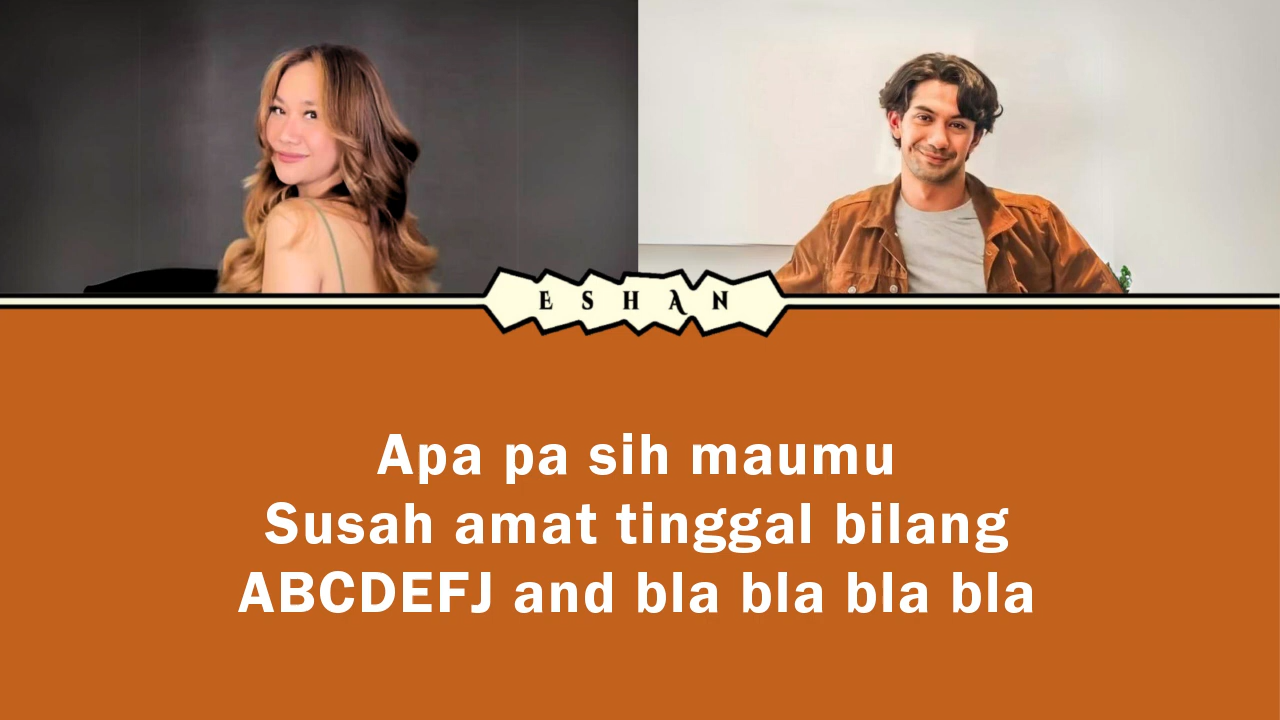 ESHAN
Apa pa sih maumu
Susah amat tinggal bilang
ABCDEFJ and bla bla bla bla